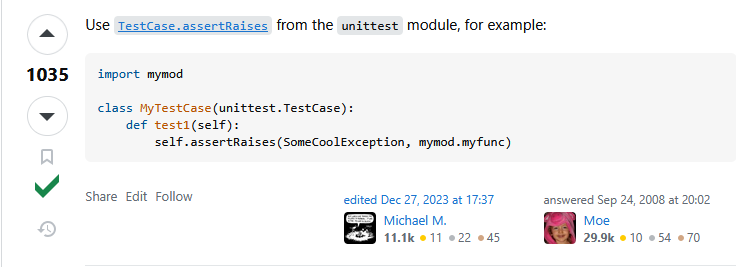 Use TestCase.assertRaises from the unittest module, for example:
1035
import mymod
class MyTestCase(unittest.TestCase):
    def test1(self):
        self.assertRaises(SomeCoolException, mymod.myfunc)
Share Edit Follow
edited Dec 27, 2023 at 17:37
Michael M.
11.1k ● 11 ● 22 ● 45
answered Sep 24, 2008 at 20:02
Moe
29.9k ● 10 ● 54 ● 70